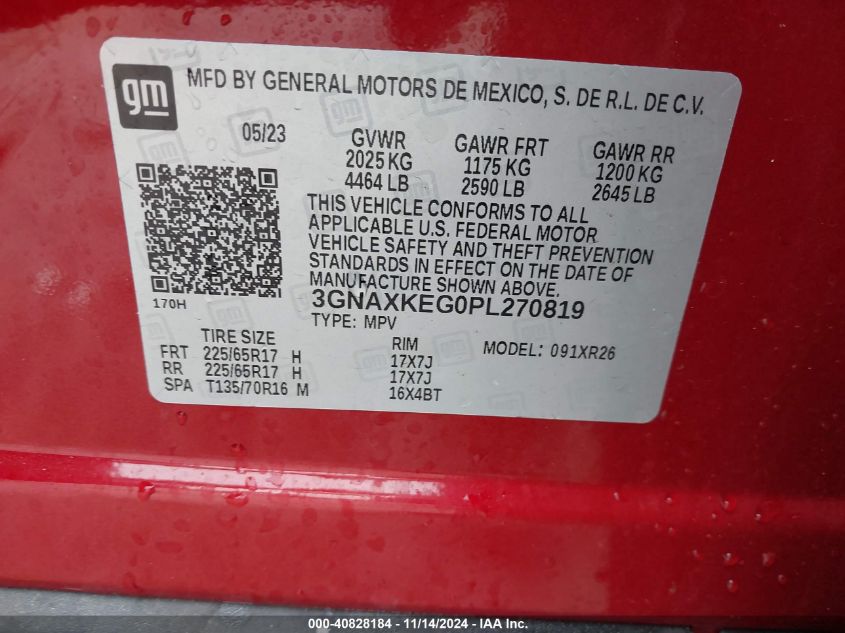 gm
MFD BY GENERAL MOTORS DE MEXICO, S. DE R.L. DE C.V.
05/23
GVWR
2025 KG
4464 LB
GAWR FRT
1175 KG
2590 LB
GAWR RR
1200 KG
2645 LB
THIS VEHICLE CONFORMS TO ALL
APPLICABLE U.S. FEDERAL MOTOR
VEHICLE SAFETY AND THEFT PREVENTION
STANDARDS IN EFFECT ON THE DATE OF
MANUFACTURE SHOWN ABOVE.
170H
3GNAXKEG0PL270819
TYPE: MPV
MODEL: 091XR26
TIRE SIZE
RIM
FRT 225/65R17 H 17X7J
RR 225/65R17 H 17X7J
SPA T135/70R16 M 16X4BT
000-40828184 - 11/14/2024 - IAA Holdings, LLC.